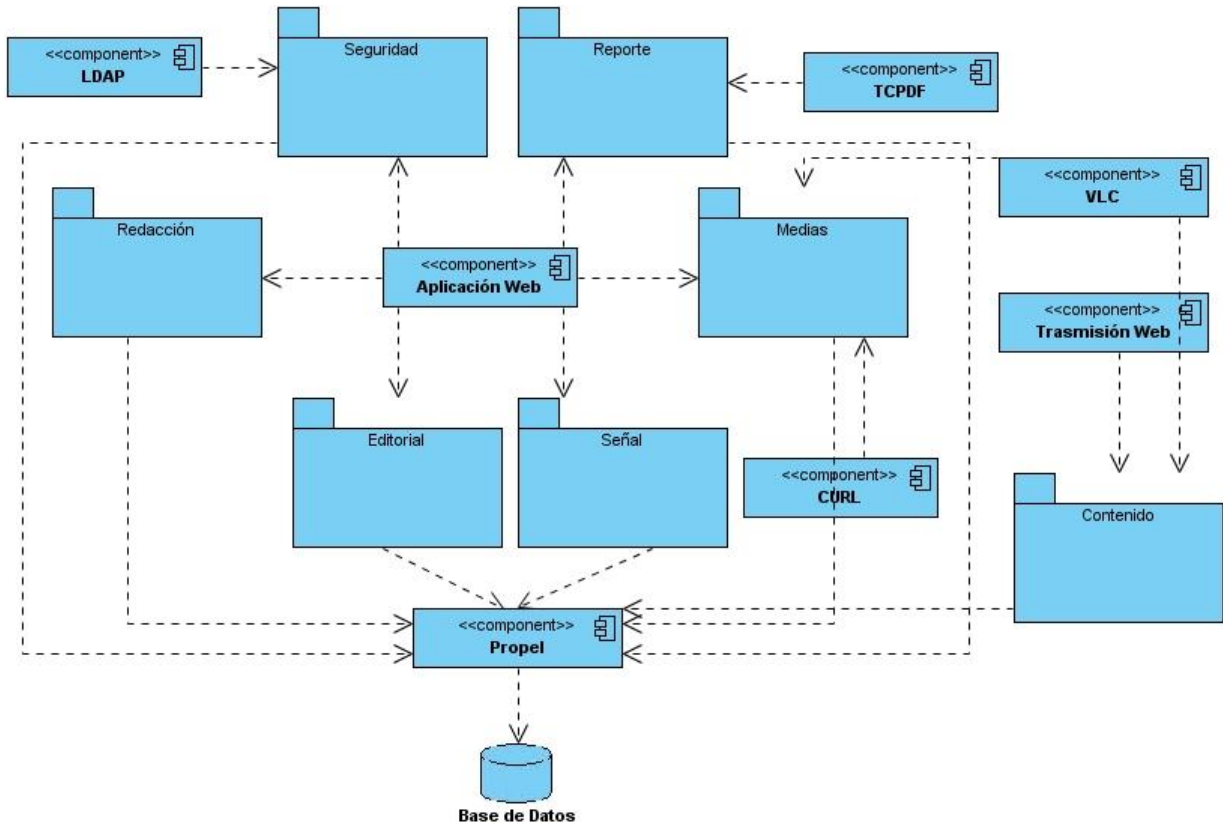 Seguridad
Reporte
<<component>>
LDAP
<<component>>
TCPDF
<<component>>
VLC
Redacción
<<component>>
Aplicación Web
Medias
<<component>>
Trasmisión Web
Editorial
Señal
<<component>>
CURL
Contenido
<<component>>
Propel
Base de Datos